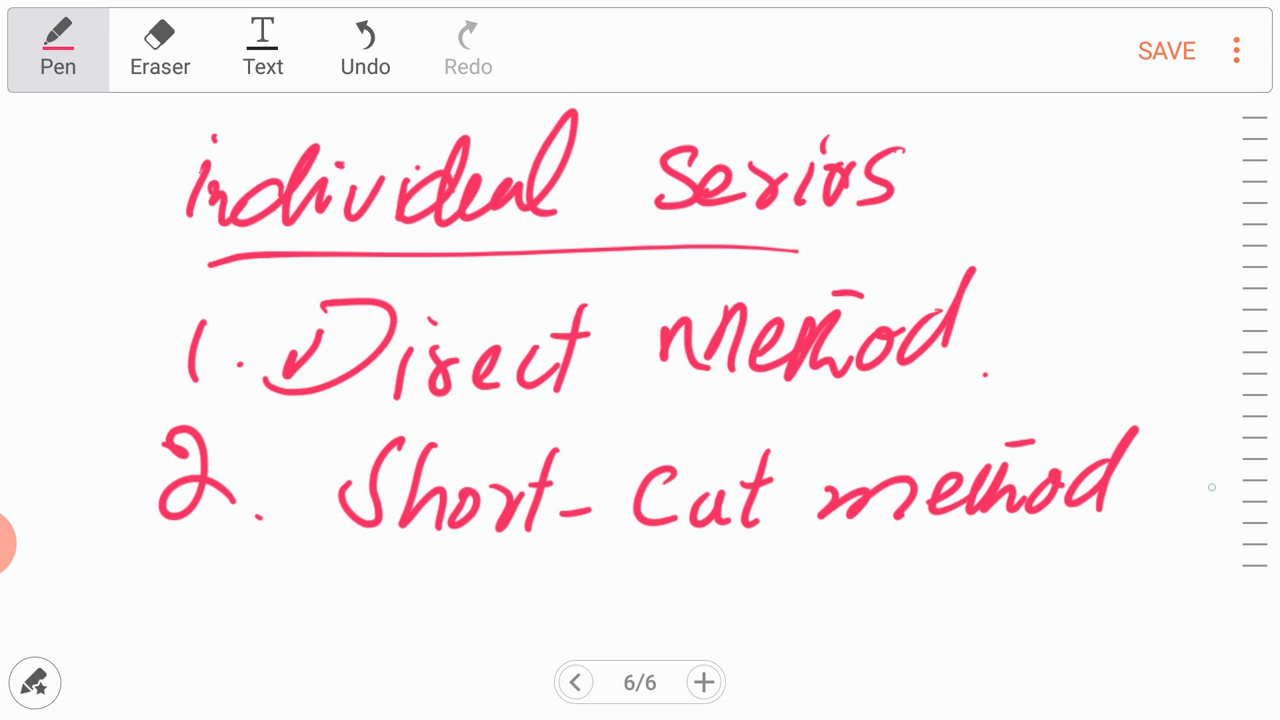 Pen Eraser Text Undo Redo SAVE
individual series
1. Direct Method.
2. Short-Cut method
6/6